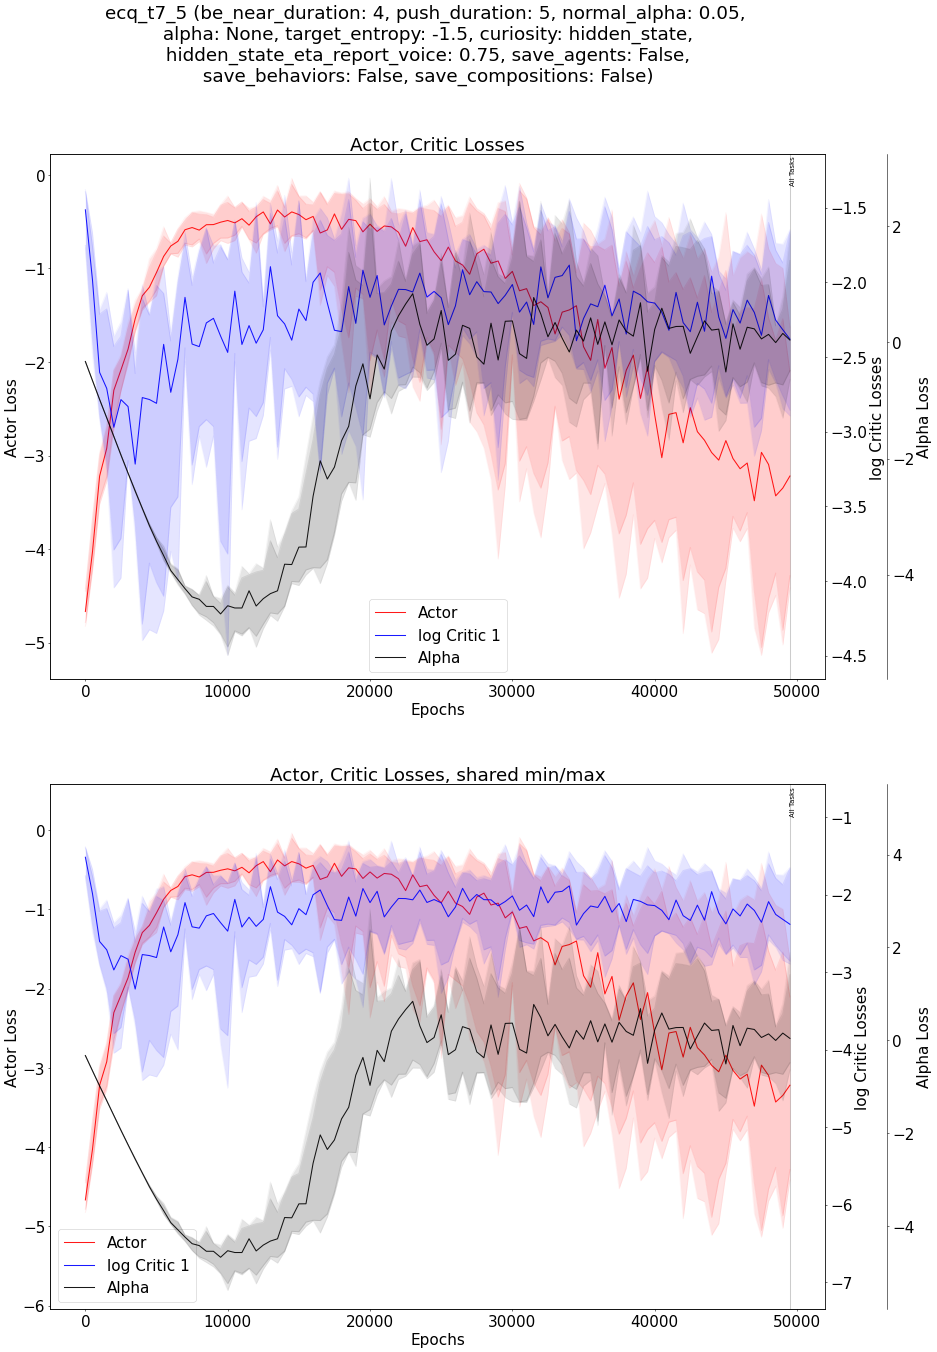 ecq_t7_5 (be_near_duration: 4, push_duration: 5, normal_alpha: 0.05,
alpha: None, target_entropy: -1.5, curiosity: hidden_state,
hidden_state_eta_report_voice: 0.75, save_agents: False,
save_behaviors: False, save_compositions: False)
Actor, Critic Losses
All Tasks
0
−1
−2
−3
−4
−5
Actor Loss
−1.5
−2.0
−2.5
−3.0
−3.5
−4.0
−4.5
log Critic Losses
2
0
−2
−4
Alpha Loss
Actor
log Critic 1
Alpha
0 10000 20000 30000 40000 50000
Epochs
Actor, Critic Losses, shared min/max
All Tasks
0
−1
−2
−3
−4
−5
−6
Actor Loss
−1
−2
−3
−4
−5
−6
−7
log Critic Losses
4
2
0
−2
−4
Alpha Loss
Actor
log Critic 1
Alpha
0 10000 20000 30000 40000 50000
Epochs